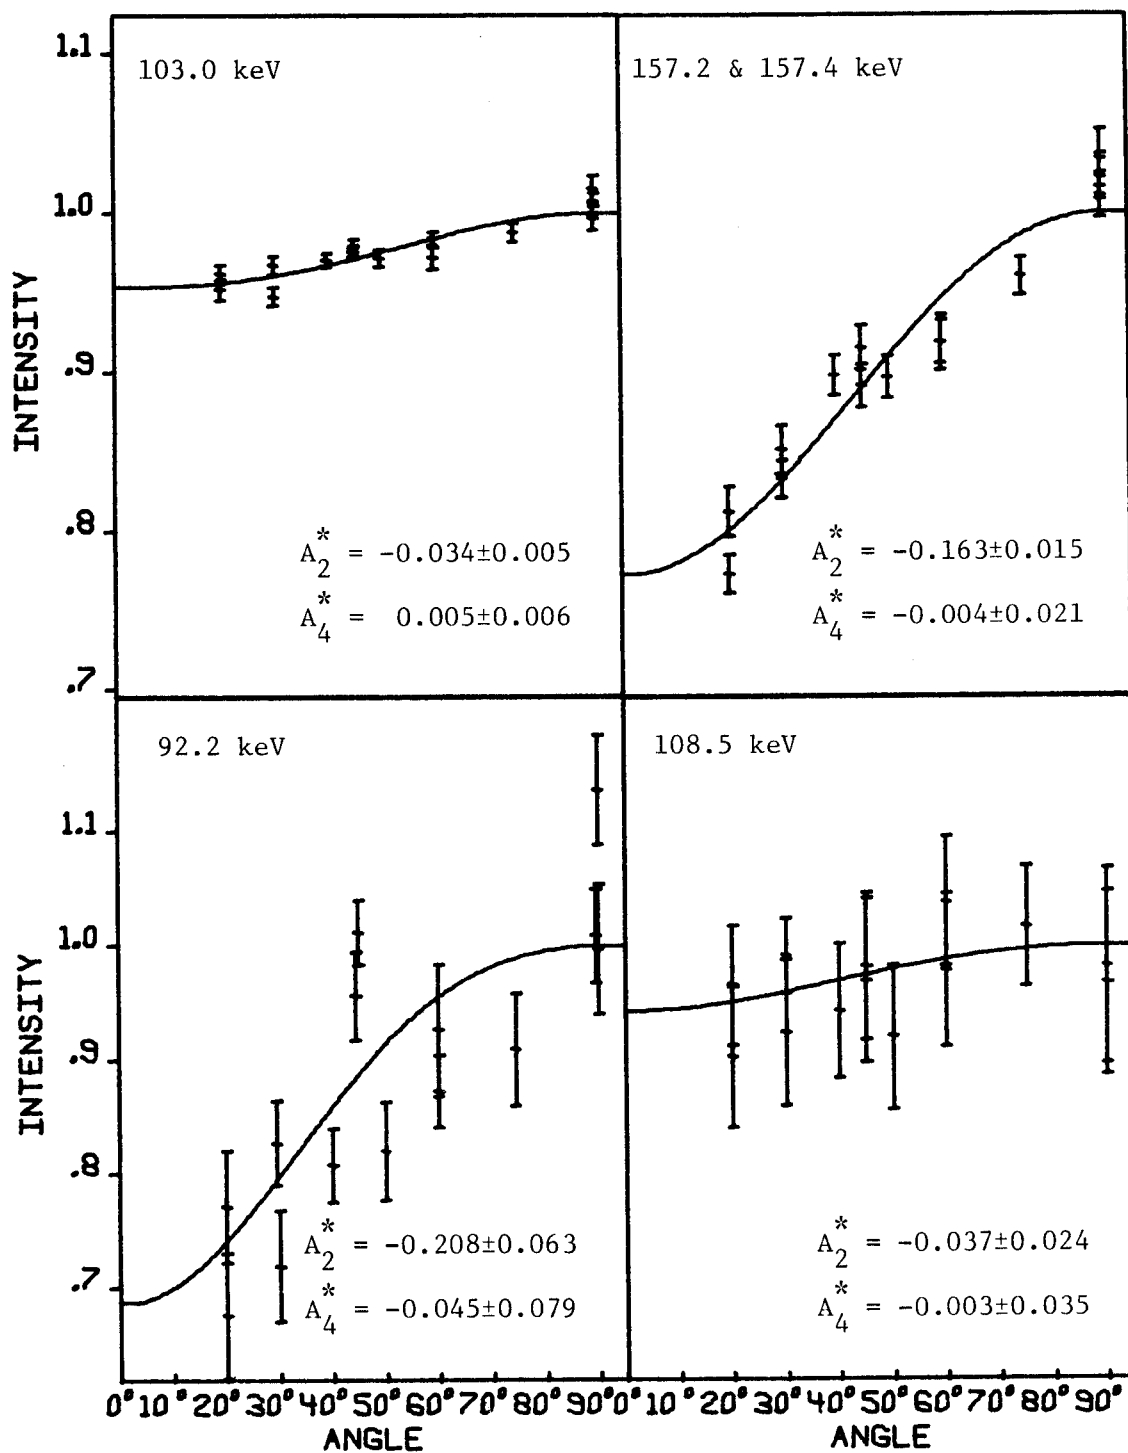 1.1
1.0
.9
.8
.7
INTENSITY
103.0 keV
A*2 = -0.034±0.005
A*4 = 0.005±0.006
157.2 & 157.4 keV
A*2 = -0.163±0.015
A*4 = -0.004±0.021
1.1
1.0
.9
.8
.7
INTENSITY
92.2 keV
A*2 = -0.208±0.063
A*4 = -0.045±0.079
108.5 keV
A*2 = -0.037±0.024
A*4 = -0.003±0.035
0° 10° 20° 30° 40° 50° 60° 70° 80° 90° 0° 10° 20° 30° 40° 50° 60° 70° 80° 90°
ANGLE ANGLE